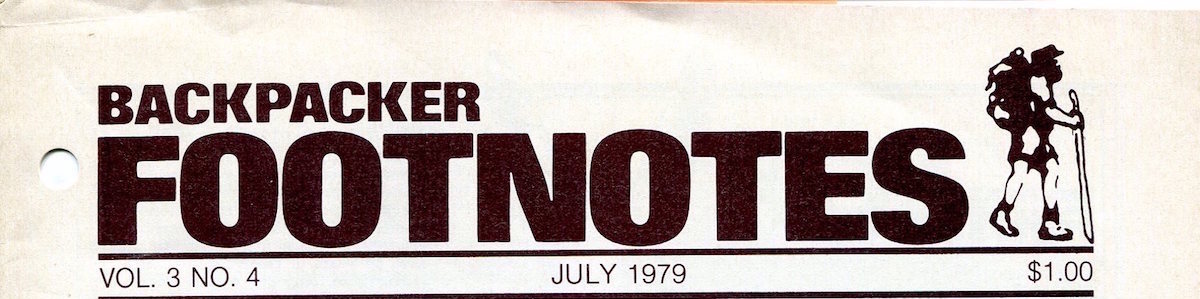 BACKPACKER
FOOTNOTES
VOL. 3 NO. 4 JULY 1979 $1.00